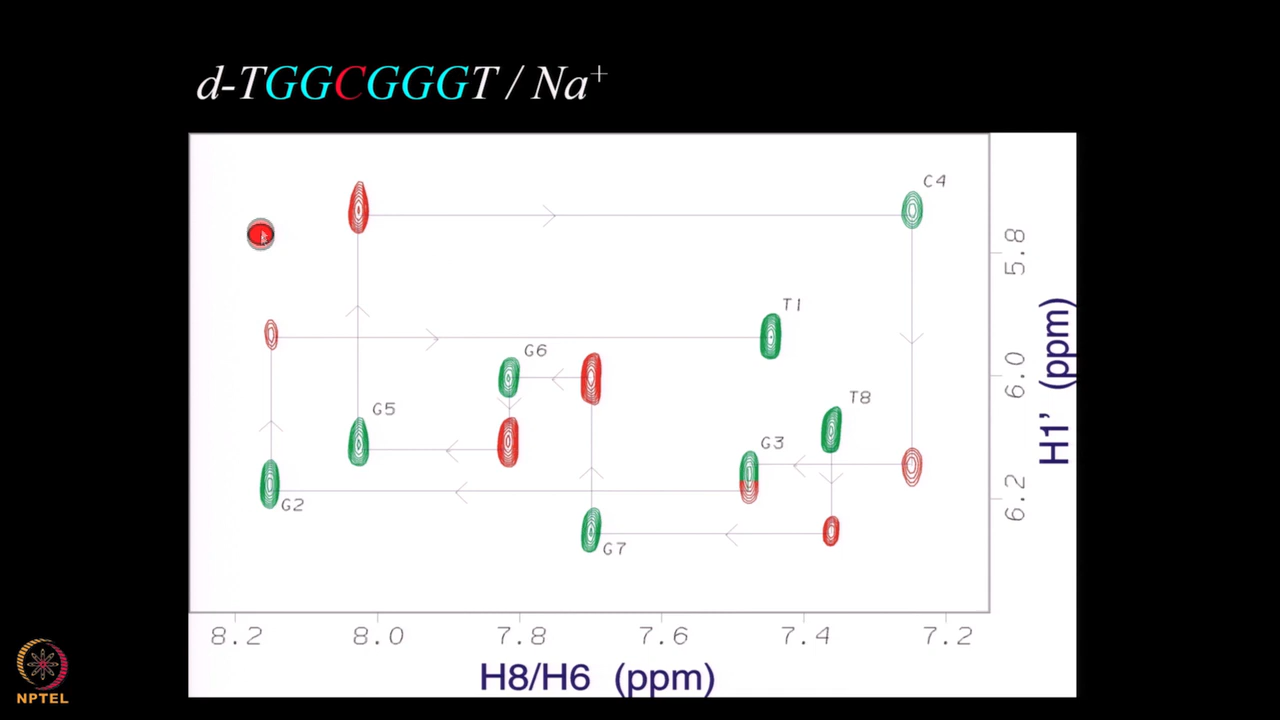 d-TGGCGGGT / Na⁺
C4
5.8
T1
G6
6.0
T8
G5
G3
6.2
G2
G7
H1' (ppm)
8.2 8.0 7.8 7.6 7.4 7.2
H8/H6 (ppm)
NPTEL